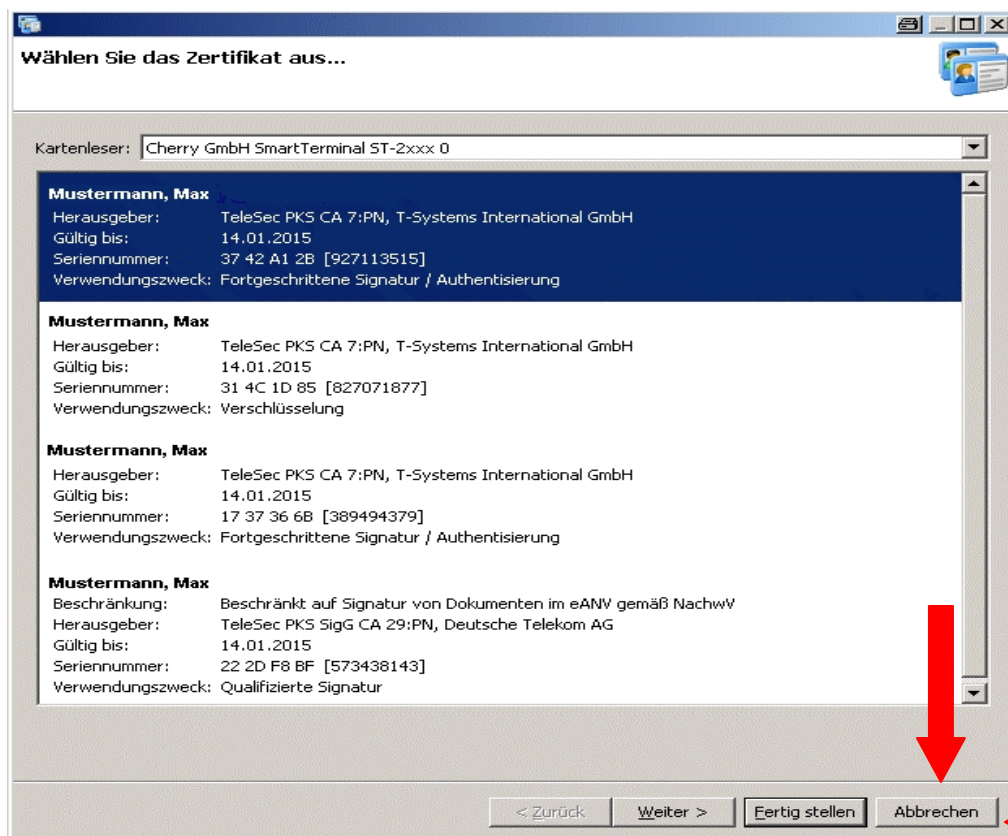 Wählen Sie das Zertifikat aus...
Kartenleser: Cherry GmbH SmartTerminal ST-2xxx 0
Mustermann, Max
Herausgeber: TeleSec PKS CA 7:PN, T-Systems International GmbH
Gültig bis: 14.01.2015
Seriennummer: 37 42 A1 2B [927113515]
Verwendungszweck: Fortgeschrittene Signatur / Authentisierung
Mustermann, Max
Herausgeber: TeleSec PKS CA 7:PN, T-Systems International GmbH
Gültig bis: 14.01.2015
Seriennummer: 31 4C 1D 85 [827071877]
Verwendungszweck: Verschlüsselung
Mustermann, Max
Herausgeber: TeleSec PKS CA 7:PN, T-Systems International GmbH
Gültig bis: 14.01.2015
Seriennummer: 17 37 36 6B [389494379]
Verwendungszweck: Fortgeschrittene Signatur / Authentisierung
Mustermann, Max
Beschränkung: Beschränkt auf Signatur von Dokumenten im eANV gemäß NachwV
Herausgeber: TeleSec PKS SigG CA 29:PN, Deutsche Telekom AG
Gültig bis: 14.01.2015
Seriennummer: 22 2D F8 BF [573438143]
Verwendungszweck: Qualifizierte Signatur
< Zurück Weiter > Fertig stellen Abbrechen